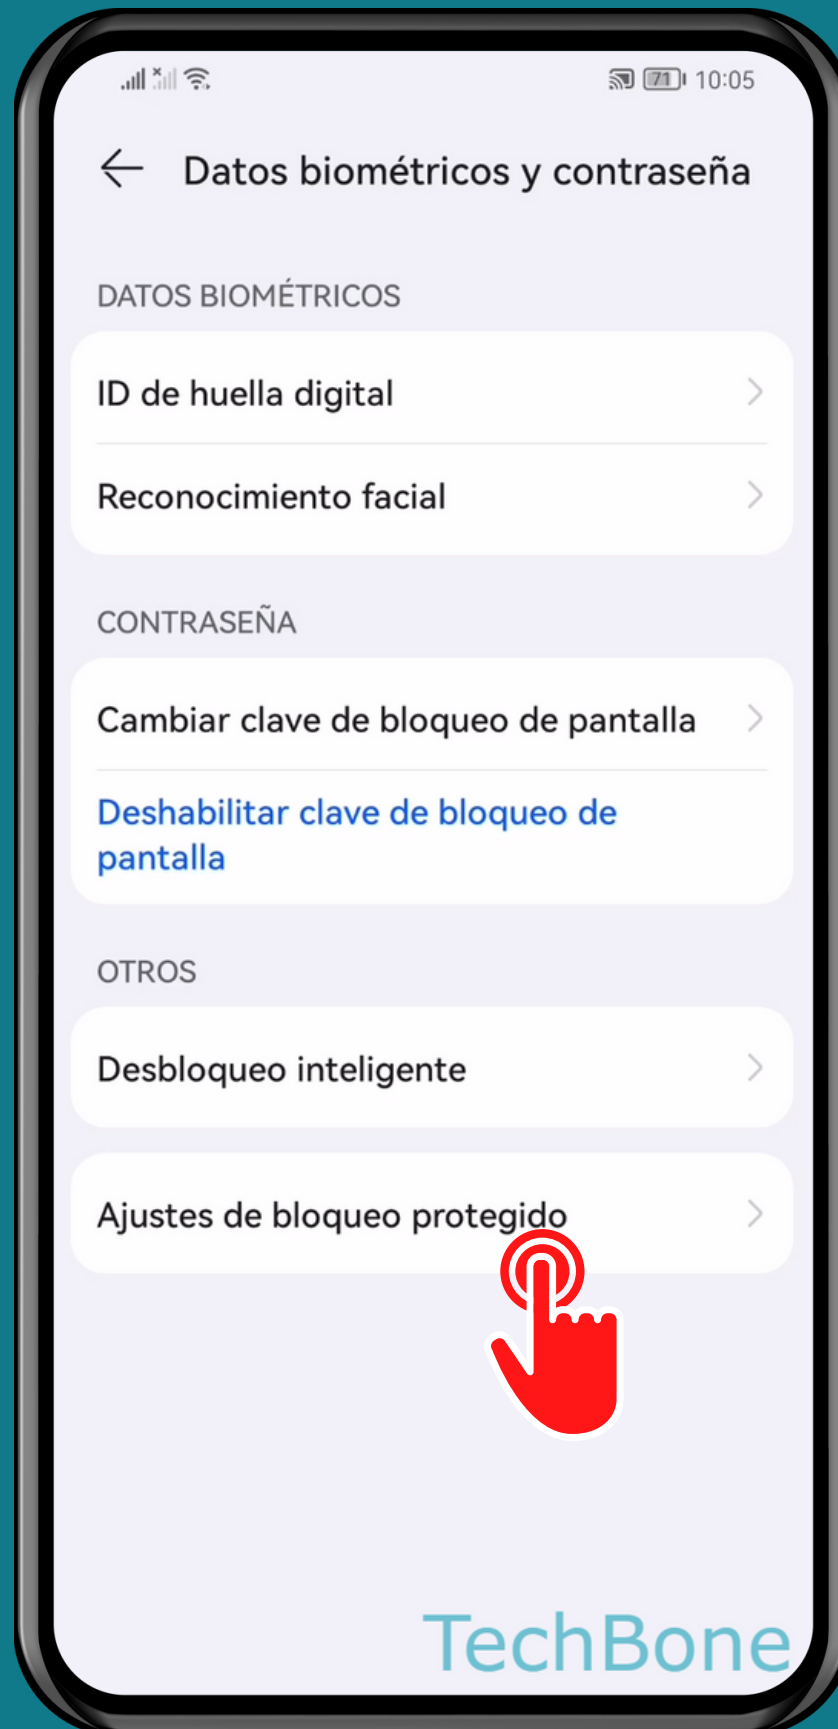 71 10:05
Datos biométricos y contraseña
DATOS BIOMÉTRICOS
ID de huella digital
Reconocimiento facial
CONTRASEÑA
Cambiar clave de bloqueo de pantalla
Deshabilitar clave de bloqueo de
pantalla
OTROS
Desbloqueo inteligente
Ajustes de bloqueo protegido
TechBone